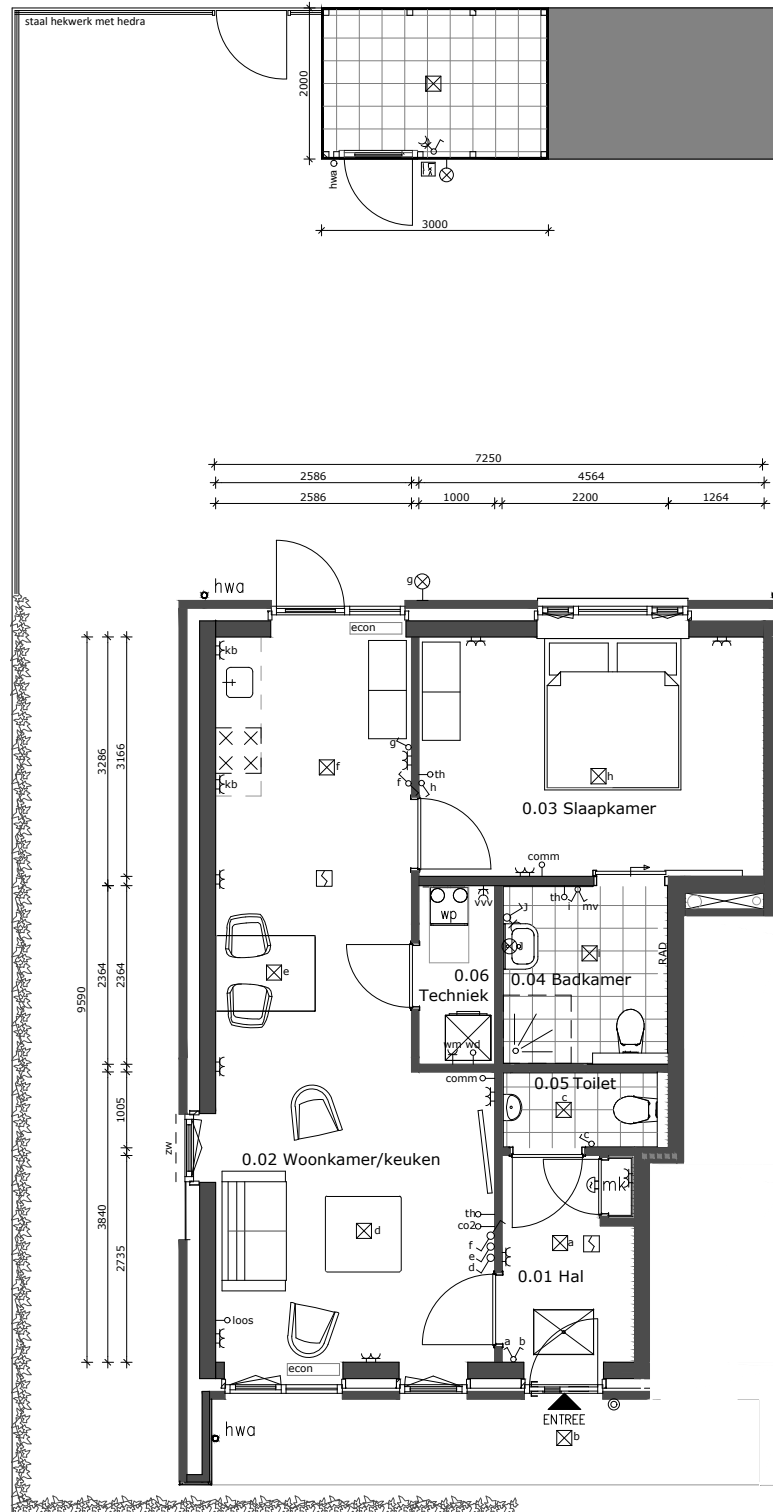 staal hekwerk met hedra
2000
hwa
3000
7250
2586
4564
2586
1000
2200
1264
hwa
g
econ
kb
g
f
f
th
h
h
0.03 Slaapkamer
kb
3286
3166
comm
th
i
mv
vvv
wp
J
e
0.06
Techniek
0.04 Badkamer
RAD
9590
2364
2364
wm
wd
comm
0.05 Toilet
c
c
1005
zw
0.02 Woonkamer/keuken
mk
3840
2735
th
co2
f
e
d
d
a
0.01 Hal
loos
a
b
econ
ENTREE
b
hwa